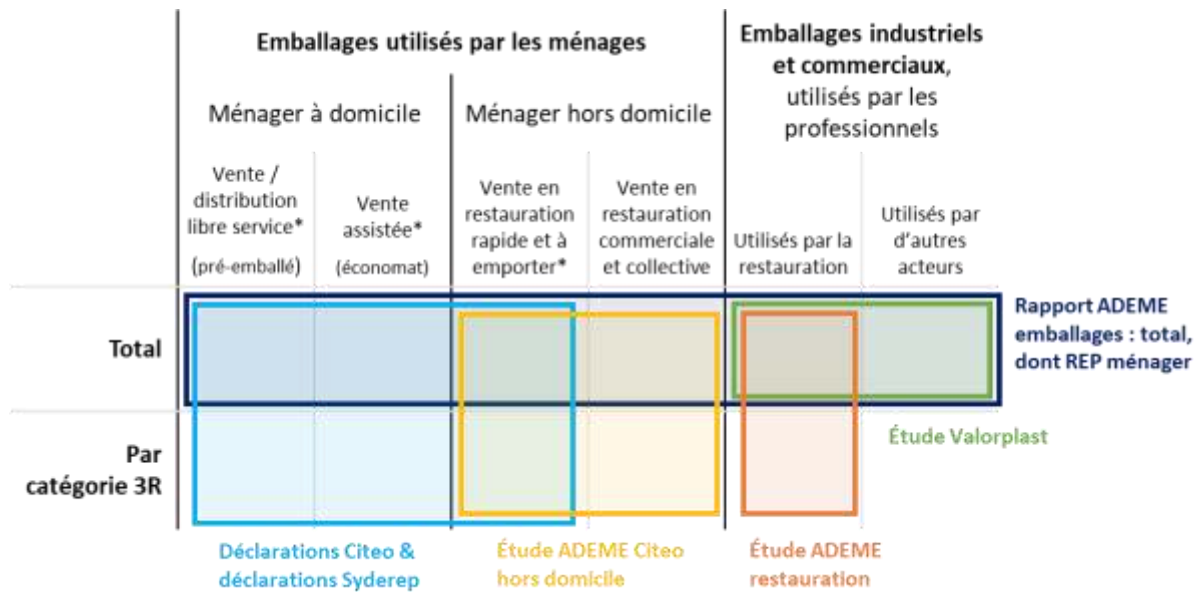 Emballages utilisés par les ménages
Emballages industriels
et commerciaux,
utilisés par les
professionnels
Ménager à domicile
Ménager hors domicile
Vente /
distribution
libre service*
(pré-emballé)
Vente
assistée*
(économat)
Vente en
restauration
rapide et à
emporter*
Vente en
restauration
commerciale
et collective
Utilisés par la
restauration
Utilisés par
d'autres
acteurs
Total
Rapport ADEME
emballages : total,
dont REP ménager
Étude Valorplast
Par
catégorie 3R
Déclarations Citeo &
déclarations Syderep
Étude ADEME Citeo
hors domicile
Étude ADEME
restauration